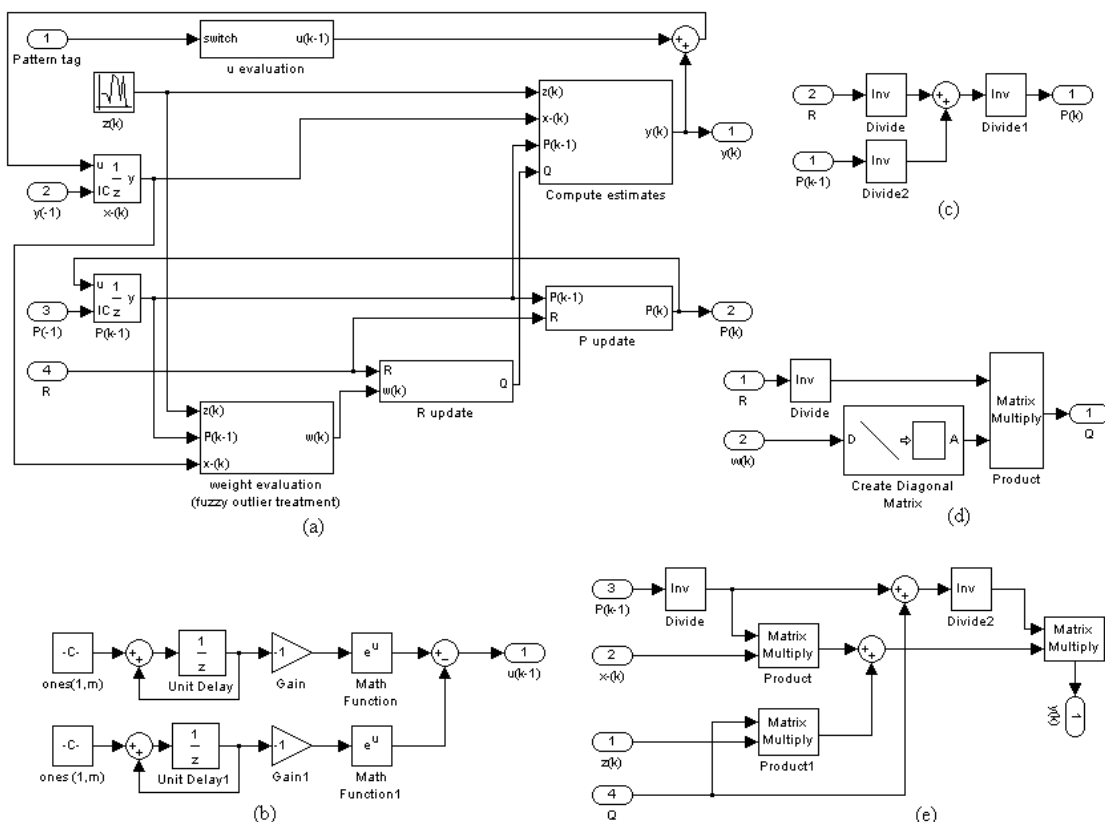 1
Pattern tag
switch
u(k-1)
u evaluation
+
+
z(k)
z(k)
x-(k)
P(k-1)
Q
y(k)
Compute estimates
1
y(k)
u
IC
1
z
y
x-(k)
2
y(-1)
u
IC
1
z
y
P(k-1)
3
P(-1)
4
R
P(k-1)
R
P(k)
P update
2
P(k)
R
w(k)
Q
R update
z(k)
P(k-1)
x-(k)
w(k)
weight evaluation
(fuzzy outlier treatment)
(a)
2
R
Inv
Divide
+
+
Inv
Divide1
1
P(k)
1
P(k-1)
Inv
Divide2
(c)
1
R
Inv
Divide
2
w(k)
D
A
Create Diagonal
Matrix
Matrix
Multiply
Product
1
Q
(d)
-C-
ones(1,m)
+
+
1
z
Unit Delay
-1
Gain
e^u
Math
Function
+
−
1
u(k-1)
-C-
ones (1,m)
+
+
1
z
Unit Delay1
-1
Gain1
e^u
Math
Function1
(b)
3
P(k-1)
Inv
Divide
+
+
Inv
Divide2
2
x-(k)
Matrix
Multiply
Product
+
+
Matrix
Multiply
1
y(k)
1
z(k)
Matrix
Multiply
Product1
4
Q
(e)